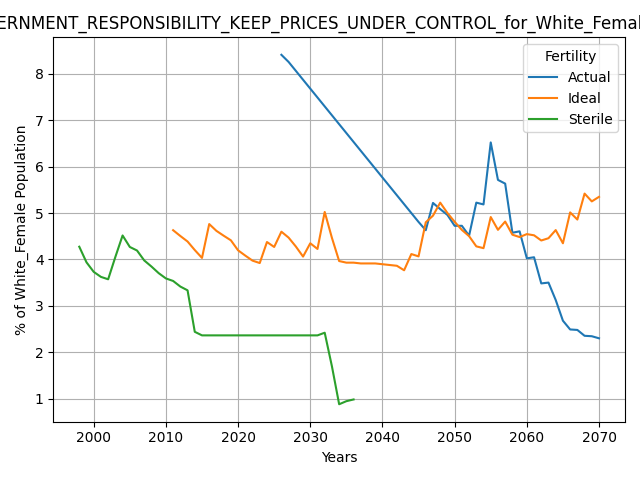 ERNMENT_RESPONSIBILITY_KEEP_PRICES_UNDER_CONTROL_for_White_Femal
Fertility
Actual
Ideal
Sterile
% of White_Female Population
8
7
6
5
4
3
2
1
2000 2010 2020 2030 2040 2050 2060 2070
Years